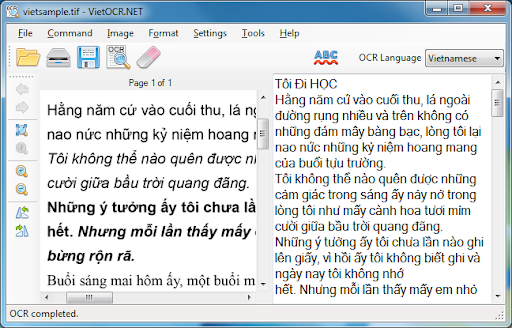 vietsample.tif - VietOCR.NET
File Command Image Format Settings Tools Help
OCR
ABC
OCR Language Vietnamese
Page 1 of 1
Hằng năm cứ vào cuối thu, lá ng
nao nức những kỷ niệm hoang r
Tôi không thể nào quên được nh
cười giữa bầu trời quang đãng.
Những ý tưởng ấy tôi chưa lầ
hết. Nhưng mỗi lần thấy mấy
bừng rộn rã.
Buổi sáng mai hôm ấy, một buổi m
Tôi Đi HỌC
Hằng năm cứ vào cuối thu, lá ngoài
đường rụng nhiều và trên không có
những đám mây bàng bạc, lòng tôi lại
nao nức những kỷ niệm hoang mang
của buổi tựu trường.
Tôi không thể nào quên được những
cảm giác trong sáng ấy nảy nở trong
lòng tôi như mấy cành hoa tươi mỉm
cười giữa bầu trời quang đãng.
Những ý tưởng ấy tôi chưa lần nào ghi
lên giấy, vì hồi ấy tôi không biết ghi và
ngày nay tôi không nhớ
hết. Nhưng mỗi lần thấy mấy em nhỏ
OCR completed.